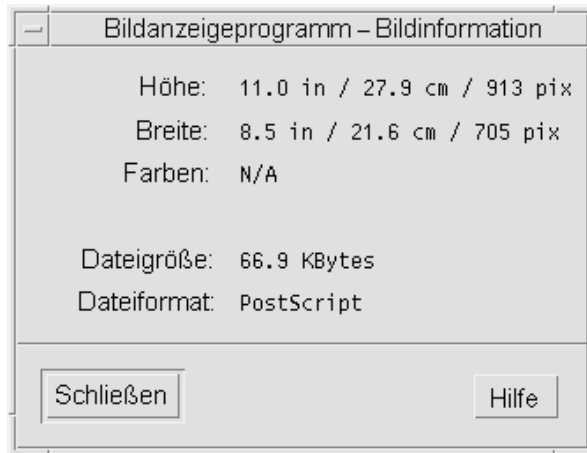 Bildanzeigeprogramm – Bildinformation
Höhe: 11.0 in / 27.9 cm / 913 pix
Breite: 8.5 in / 21.6 cm / 705 pix
Farben: N/A
Dateigröße: 66.9 KBytes
Dateiformat: PostScript
Schließen
Hilfe